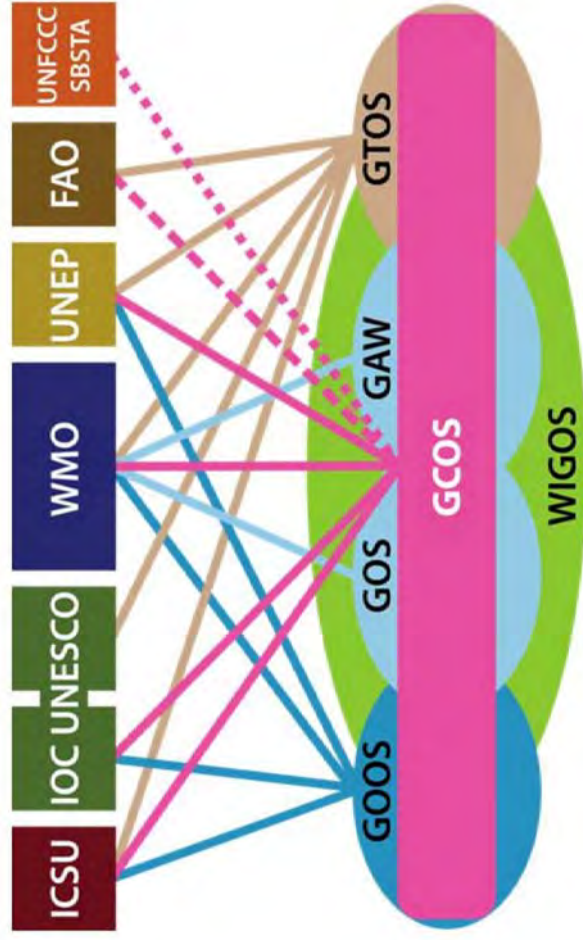 ICSU
IOC UNESCO
WMO
UNEP
FAO
UNFCCC
SBSTA
GOOS
GOS
GAW
GTOS
GCOS
WIGOS